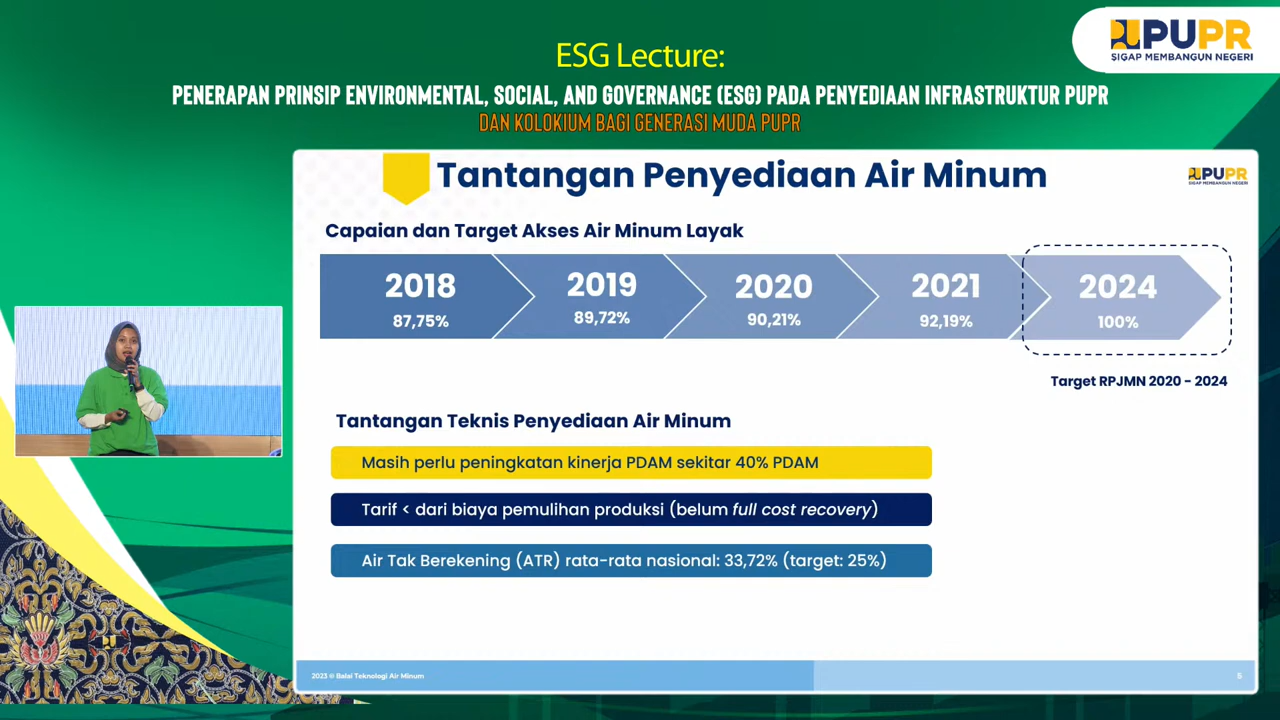 ESG Lecture:
PENERAPAN PRINSIP ENVIRONMENTAL, SOCIAL, AND GOVERNANCE (ESG) PADA PENYEDIAAN INFRASTRUKTUR PUPR
DAN KOLOKIUM BAGI GENERASI MUDA PUPR
PUPR
SIGAP MEMBANGUN NEGERI
Tantangan Penyediaan Air Minum
PUPR
SIGAP MEMBANGUN NEGERI
Capaian dan Target Akses Air Minum Layak
2018 2019 2020 2021 2024
87,75% 89,72% 90,21% 92,19% 100%
Target RPJMN 2020 - 2024
Tantangan Teknis Penyediaan Air Minum
Masih perlu peningkatan kinerja PDAM sekitar 40% PDAM
Tarif < dari biaya pemulihan produksi (belum full cost recovery)
Air Tak Berekening (ATR) rata-rata nasional: 33,72% (target: 25%)
2023 © Balai Teknologi Air Minum
5